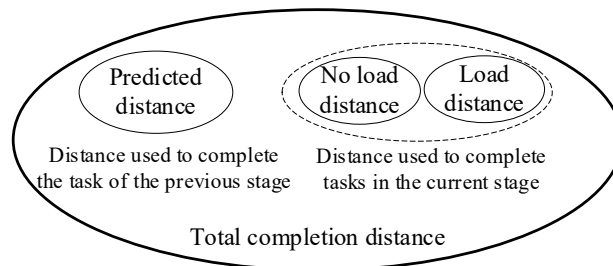 Predicted
distance
No load
distance
Load
distance
Distance used to complete
the task of the previous stage
Distance used to complete
tasks in the current stage
Total completion distance